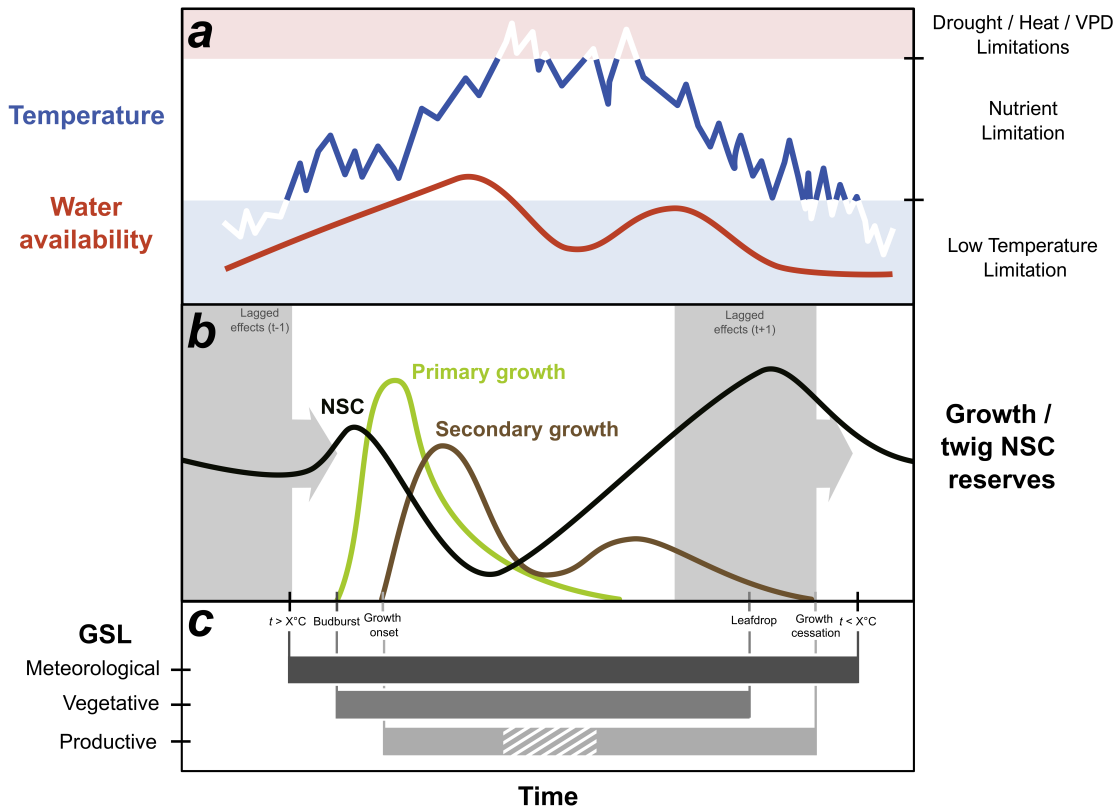 a
Drought / Heat / VPD
Limitations
Temperature
Nutrient
Limitation
Water
availability
Low Temperature
Limitation
b
Lagged
effects (t-1)
Lagged
effects (t+1)
Primary growth
NSC
Secondary growth
Growth /
twig NSC
reserves
c
GSL
t > X°C
Budburst
Growth
onset
Leafdrop
Growth
cessation
t < X°C
Meteorological
Vegetative
Productive
Time